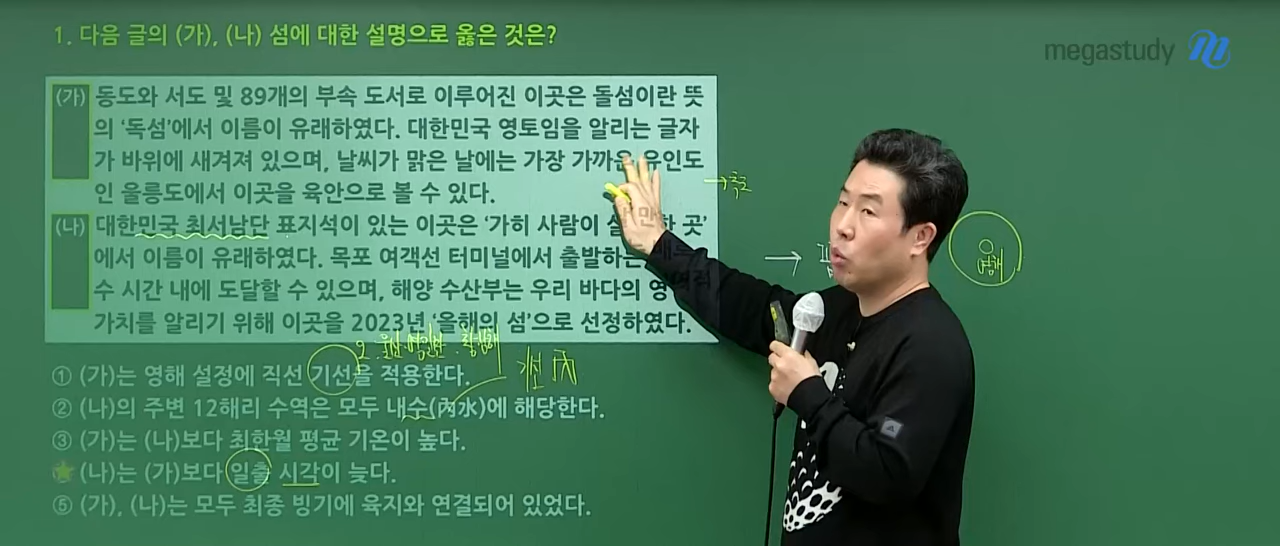 1. 다음 글의 (가), (나) 섬에 대한 설명으로 옳은 것은?
megastudy
(가) 동도와 서도 및 89개의 부속 도서로 이루어진 이곳은 돌섬이란 뜻
의 '독섬'에서 이름이 유래하였다. 대한민국 영토임을 알리는 글자
가 바위에 새겨져 있으며, 날씨가 맑은 날에는 가장 가까운 유인도
인 울릉도에서 이곳을 육안으로 볼 수 있다.
(나) 대한민국 최서남단 표지석이 있는 이곳은 '가히 사람이 살 만한 곳'
에서 이름이 유래하였다. 목포 여객선 터미널에서 출발하는
수 시간 내에 도달할 수 있으며, 해양 수산부는 우리 바다의 영
가치를 알리기 위해 이곳을 2023년 '올해의 섬'으로 선정하였다.
① (가)는 영해 설정에 직선 기선을 적용한다.
② (나)의 주변 12해리 수역은 모두 내수(內水)에 해당한다.
③ (가)는 (나)보다 최한월 평균 기온이 높다.
(나)는 (가)보다 일출 시각이 늦다.
⑤ (가), (나)는 모두 최종 빙기에 육지와 연결되어 있었다.
영해